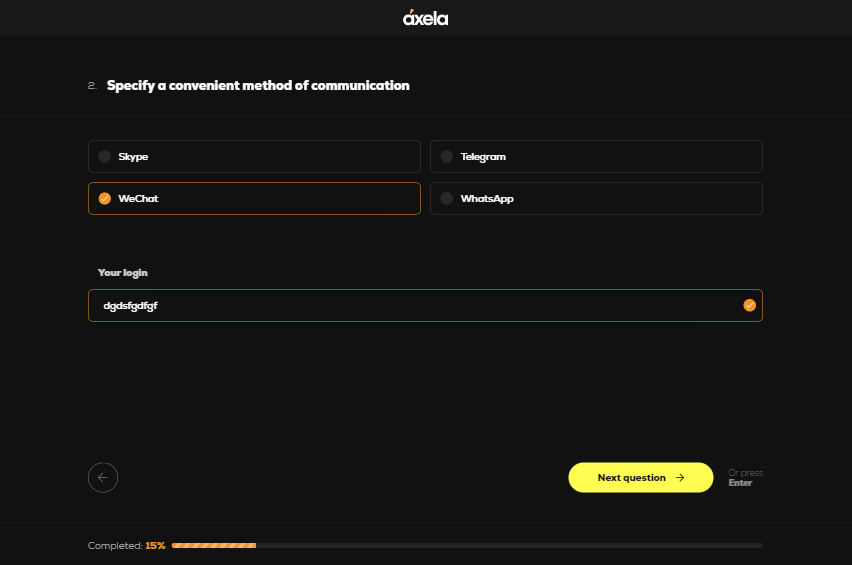 áxela
2. Specify a convenient method of communication
Skype
Telegram
WeChat
WhatsApp
Your login
dgdsfgdfgf
Next question →
Or press
Enter
Completed: 15%